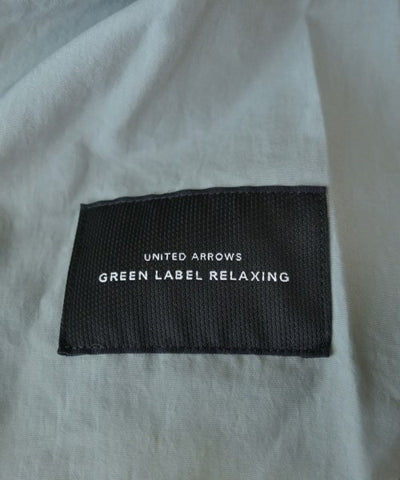 UNITED ARROWS
GREEN LABEL RELAXING